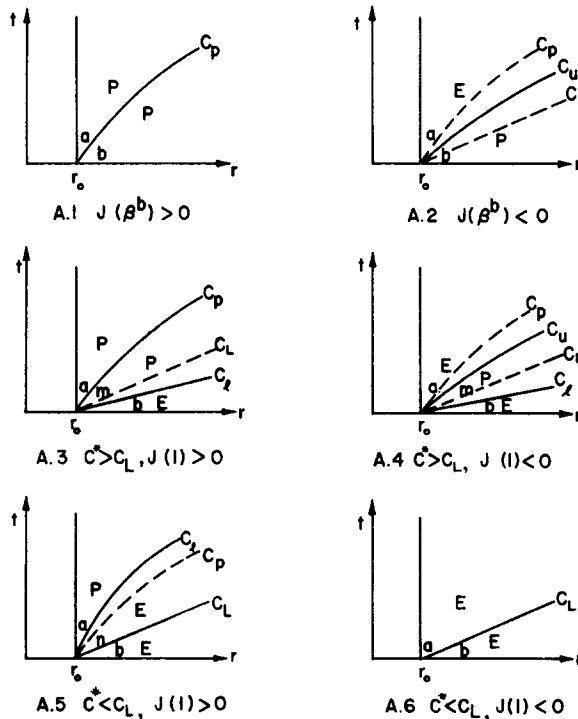 t
C_p
P
P
a
b
r_o
r
A.1 J(β^b) > 0
t
C_p
C_u
C
E
a
b
P
r_o
A.2 J(β^b) < 0
t
C_p
P
P
C_L
a
m
C_ℓ
b
E
r_o
r
A.3 C*>C_L, J(1) > 0
t
C_p
C_u
E
P
a
m
C_ℓ
b
E
r_o
A.4 C*>C_L, J(1) < 0
t
C_ℓ
C_p
P
E
C_L
a
n
b
E
r_o
r
A.5 C*<C_L, J(1) > 0
t
E
C_L
a
b
E
r_o
A.6 C*<C_L, J(1) < 0